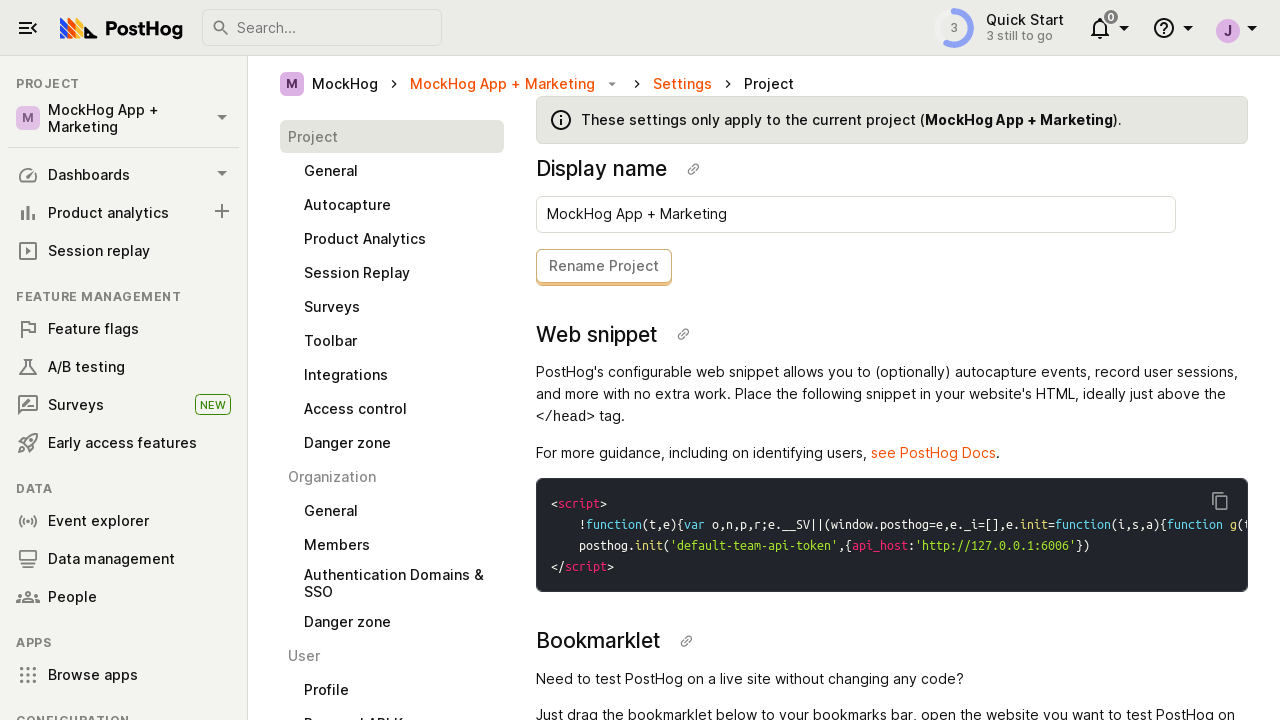 PostHog
Search...
3
Quick Start
3 still to go
0
J
PROJECT
M
MockHog App +
Marketing
Dashboards
Product analytics
Session replay
FEATURE MANAGEMENT
Feature flags
A/B testing
Surveys
NEW
Early access features
DATA
Event explorer
Data management
People
APPS
Browse apps
CONFIGURATION
M MockHog > MockHog App + Marketing > Settings > Project
Project
General
Autocapture
Product Analytics
Session Replay
Surveys
Toolbar
Integrations
Access control
Danger zone
Organization
General
Members
Authentication Domains &
SSO
Danger zone
User
Profile
These settings only apply to the current project (MockHog App + Marketing).
Display name
MockHog App + Marketing
Rename Project
Web snippet
PostHog's configurable web snippet allows you to (optionally) autocapture events, record user sessions,
and more with no extra work. Place the following snippet in your website's HTML, ideally just above the
</head> tag.
For more guidance, including on identifying users, see PostHog Docs.
<script>
!function(t,e){var o,n,p,r;e.__SV||(window.posthog=e,e._i=[],e.init=function(i,s,a){function g(t
posthog.init('default-team-api-token',{api_host:'http://127.0.0.1:6006'})
</script>
Bookmarklet
Need to test PostHog on a live site without changing any code?
Just drag the bookmarklet below to your bookmarks bar, open the website you want to test PostHog on